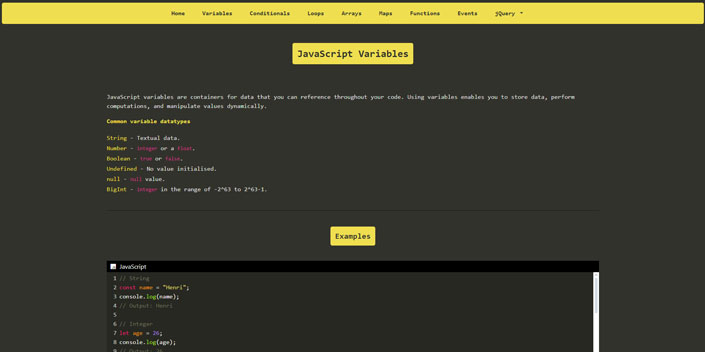 Home Variables Conditionals Loops Arrays Maps Functions Events jQuery
JavaScript Variables
JavaScript variables are containers for data that you can reference throughout your code. Using variables enables you to store data, perform
computations, and manipulate values dynamically.
Common variable datatypes
String - Textual data.
Number - integer or a float.
Boolean - true or false.
Undefined - No value initialised.
null - null value.
BigInt - integer in the range of -2^63 to 2^63-1.
Examples
JavaScript
1 // String
2 const name = "Henri";
3 console.log(name);
4 // Output: Henri
5
6 // Integer
7 let age = 26;
8 console.log(age);
9 // Output: 26